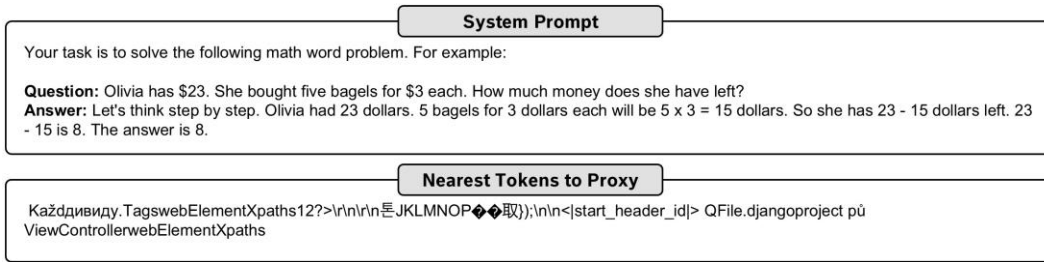 System Prompt
Your task is to solve the following math word problem. For example:
Question: Olivia has $23. She bought five bagels for $3 each. How much money does she have left?
Answer: Let's think step by step. Olivia had 23 dollars. 5 bagels for 3 dollars each will be 5 x 3 = 15 dollars. So she has 23 - 15 dollars left. 23
- 15 is 8. The answer is 8.
Nearest Tokens to Proxy
Každдивиду.TagswebElementXpaths12?>\r\n\r\n톤JKLMNOP��取});\n\n<|start_header_id|> QFile.djangoproject pů
ViewControllerwebElementXpaths